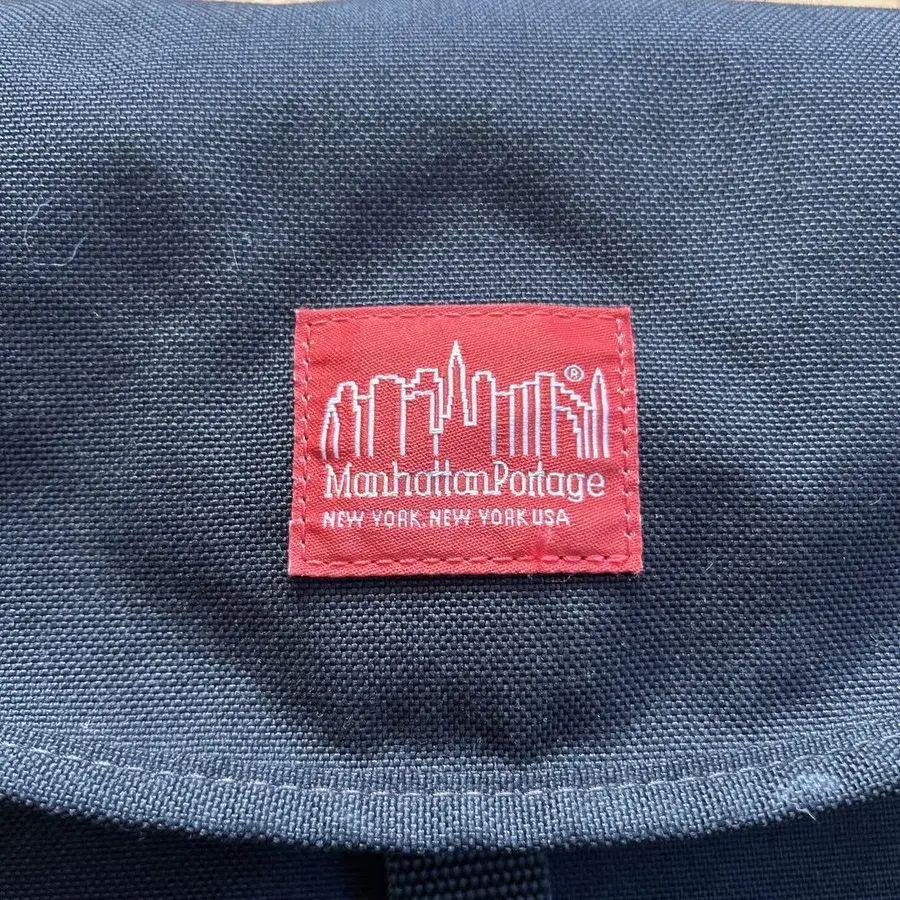 ®
ManhattanPortage
NEW YORK, NEW YORK USA